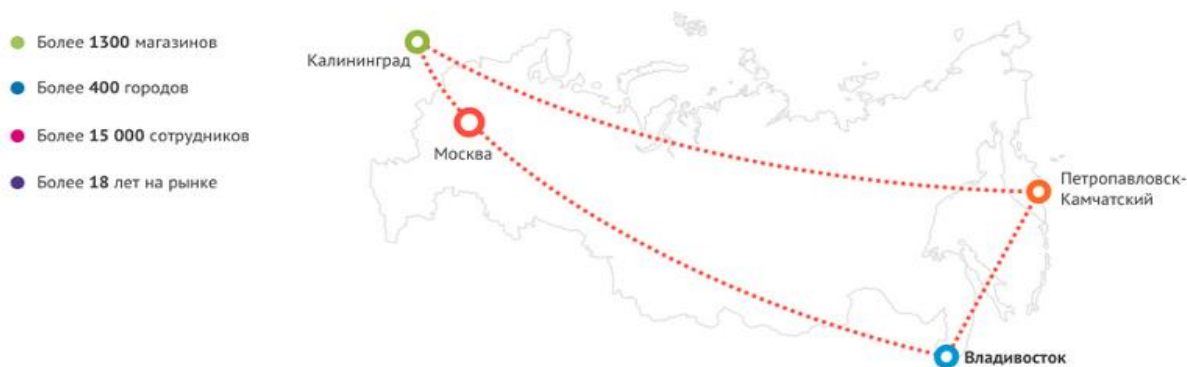 Более 1300 магазинов
Более 400 городов
Более 15 000 сотрудников
Более 18 лет на рынке
Калининград
Москва
Петропавловск-
Камчатский
Владивосток